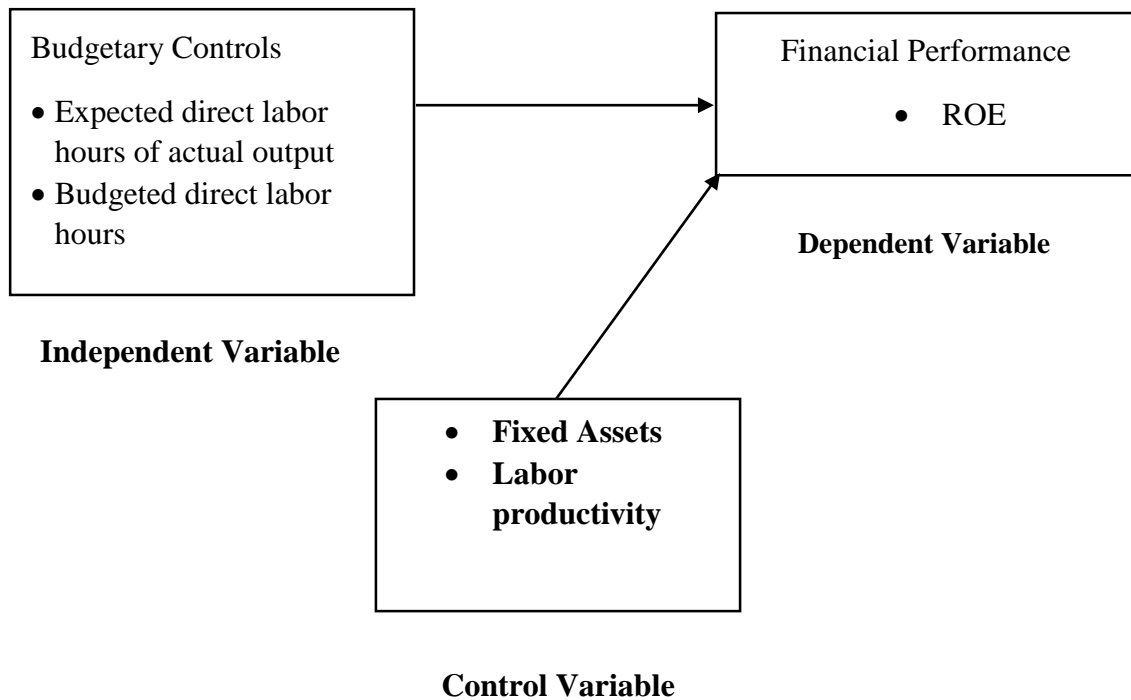 Budgetary Controls
• Expected direct labor
hours of actual output
• Budgeted direct labor
hours
Independent Variable
Financial Performance
• ROE
Dependent Variable
• Fixed Assets
• Labor
productivity
Control Variable